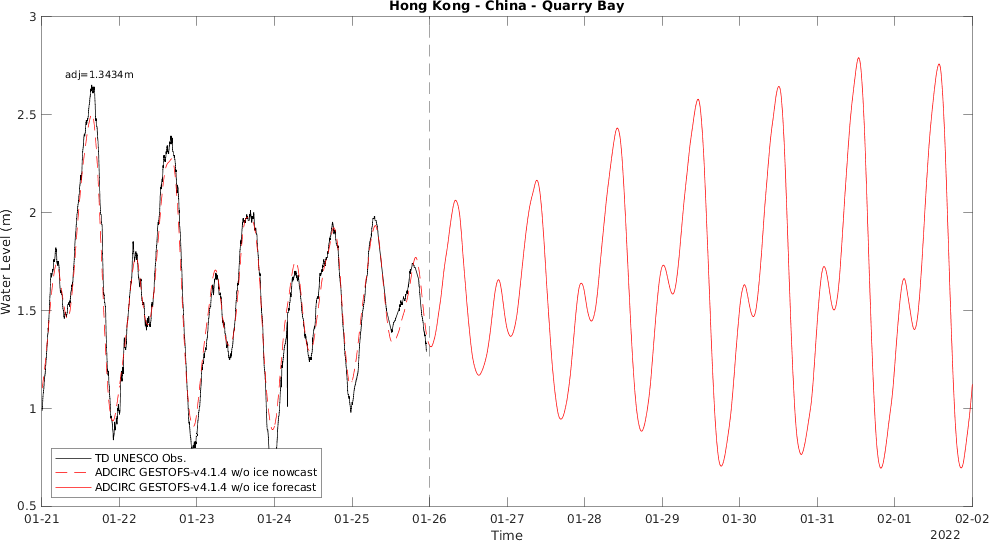 Hong Kong - China - Quarry Bay
3
2.5
2
1.5
1
0.5
Water Level (m)
adj=1.3434m
TD UNESCO Obs.
ADCIRC GESTOFS-v4.1.4 w/o ice nowcast
ADCIRC GESTOFS-v4.1.4 w/o ice forecast
01-21 01-22 01-23 01-24 01-25 01-26 01-27 01-28 01-29 01-30 01-31 02-01 02-02
Time
2022